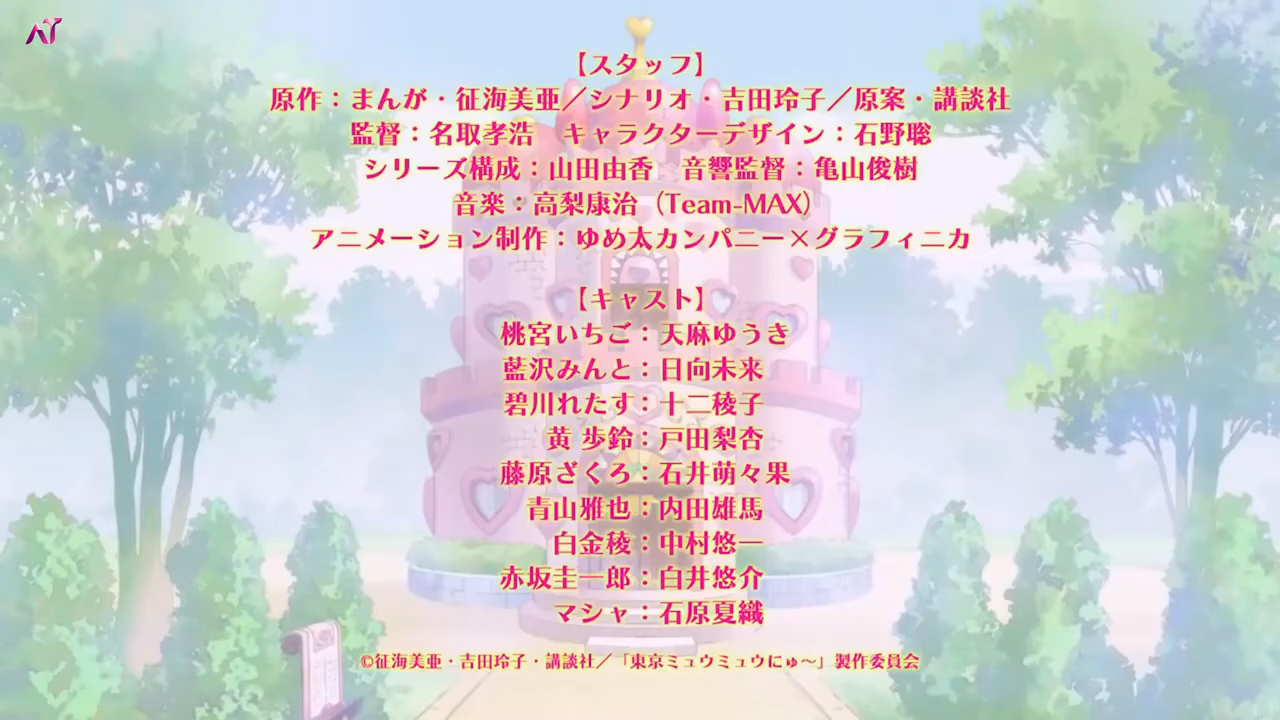 【スタッフ】
原作：まんが・征海美亜／シナリオ・吉田玲子／原案・講談社
監督：名取孝浩　キャラクターデザイン：石野聡
シリーズ構成：山田由香　音響監督：亀山俊樹
音楽：高梨康治（Team-MAX）
アニメーション制作：ゆめ太カンパニー×グラフィニカ
【キャスト】
桃宮いちご：天麻ゆうき
藍沢みんと：日向未来
碧川れたす：十二稜子
黄 歩鈴：戸田梨杏
藤原ざくろ：石井萌々果
青山雅也：内田雄馬
白金稜：中村悠一
赤坂圭一郎：白井悠介
マシャ：石原夏織
©征海美亜・吉田玲子・講談社／「東京ミュウミュウにゅ～」製作委員会